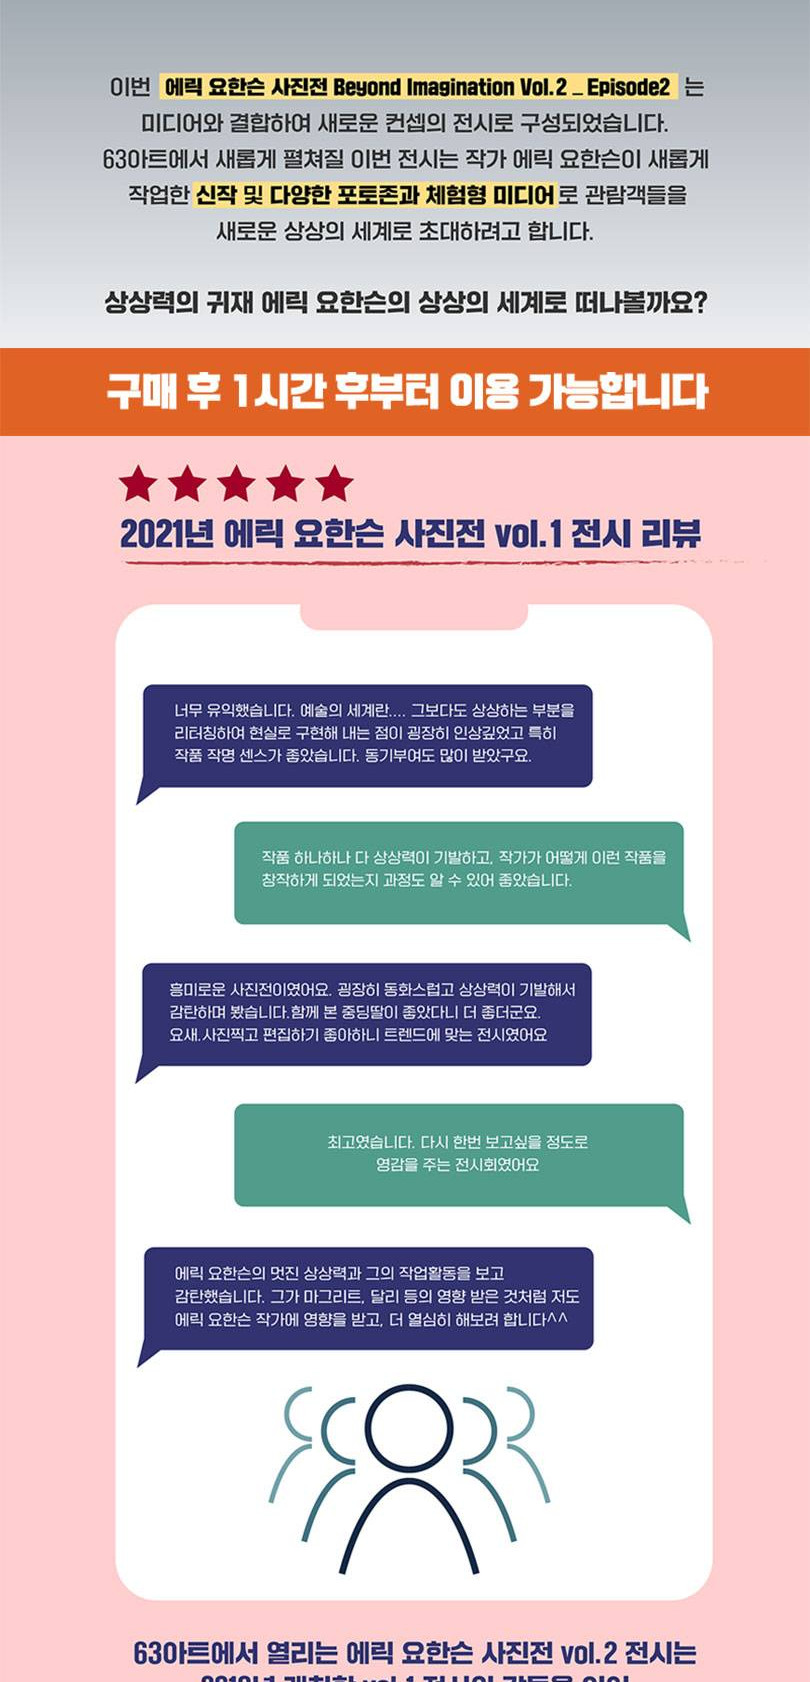 이번 에릭 요한슨 사진전 Beyond Imagination Vol.2 _ Episode2 는
미디어와 결합하여 새로운 컨셉의 전시로 구성되었습니다.
63아트에서 새롭게 펼쳐질 이번 전시는 작가 에릭 요한슨이 새롭게
작업한 신작 및 다양한 포토존과 체험형 미디어로 관람객들을
새로운 상상의 세계로 초대하려고 합니다.
상상력의 귀재 에릭 요한슨의 상상의 세계로 떠나볼까요?
구매 후 1시간 후부터 이용 가능합니다
2021년 에릭 요한슨 사진전 vol.1 전시 리뷰
너무 유익했습니다. 예술의 세계란.... 그보다도 상상하는 부분을
리터칭하여 현실로 구현해 내는 점이 굉장히 인상깊었고 특히
작품 작명 센스가 좋았습니다. 동기부여도 많이 받았구요.
작품 하나하나 다 상상력이 기발하고, 작가가 어떻게 이런 작품을
창작하게 되었는지 과정도 알 수 있어 좋았습니다.
흥미로운 사진전이였어요. 굉장히 동화스럽고 상상력이 기발해서
감탄하며 봤습니다.함께 본 중딩딸이 좋았다니 더 좋더군요.
요새.사진찍고 편집하기 좋아하니 트렌드에 맞는 전시였어요
최고였습니다. 다시 한번 보고싶을 정도로
영감을 주는 전시회였어요
에릭 요한슨의 멋진 상상력과 그의 작업활동을 보고
감탄했습니다. 그가 마그리트, 달리 등의 영향 받은 것처럼 저도
에릭 요한슨 작가에 영향을 받고, 더 열심히 해보려 합니다^^
63아트에서 열리는 에릭 요한슨 사진전 vol.2 전시는